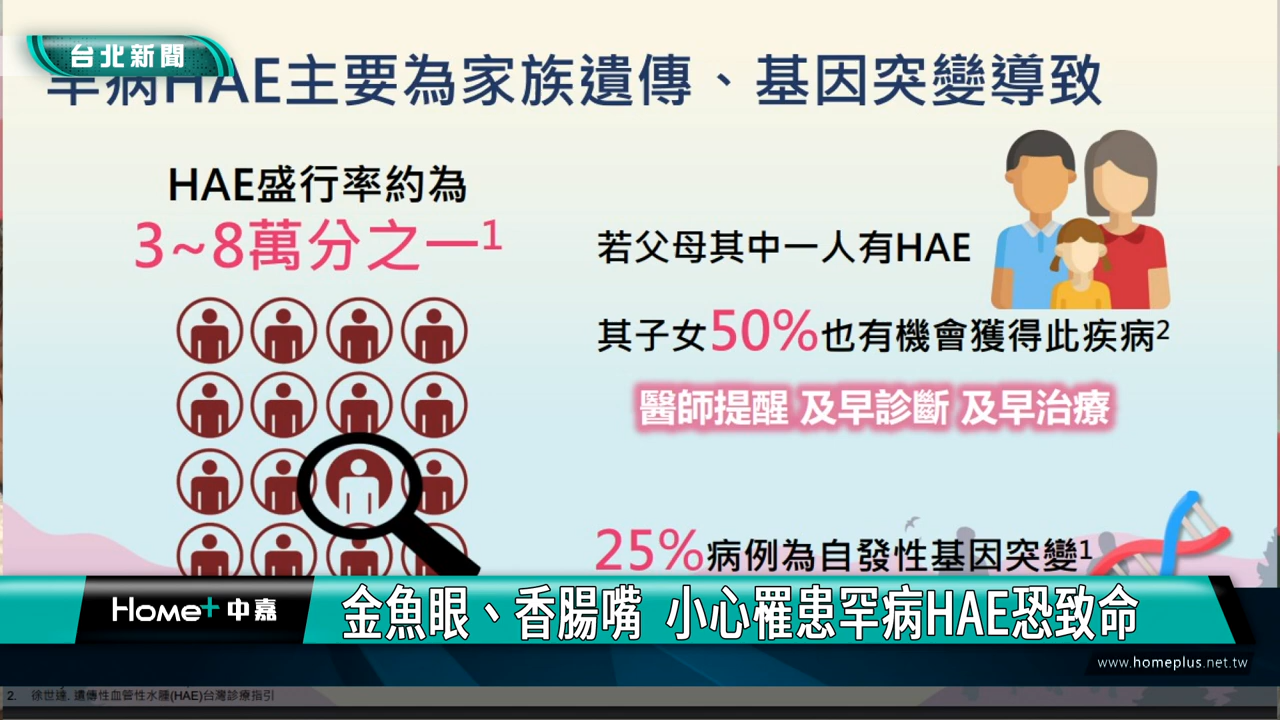 台北新聞
罕病HAE主要為家族遺傳、基因突變導致
HAE盛行率約為
3~8萬分之一1
若父母其中一人有HAE
其子女50%也有機會獲得此疾病2
醫師提醒 及早診斷 及早治療
25%病例為自發性基因突變1
Home+中嘉
金魚眼、香腸嘴 小心罹患罕病HAE恐致命
www.homeplus.net.tw
2. 徐世達. 遺傳性血管性水腫(HAE)台灣診療指引